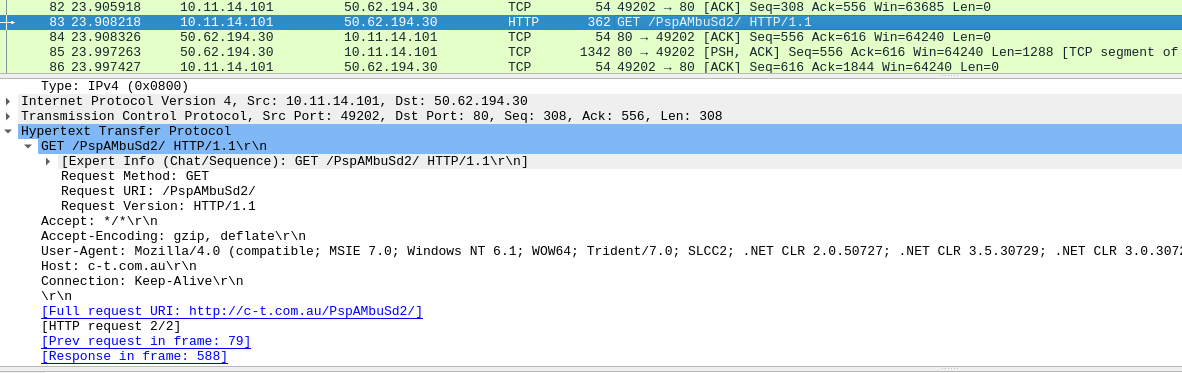 82 23.905918 10.11.14.101 50.62.194.30 TCP 54 49202 → 80 [ACK] Seq=308 Ack=556 Win=63685 Len=0
83 23.908218 10.11.14.101 50.62.194.30 HTTP 362 GET /PspAMbuSd2/ HTTP/1.1
84 23.908326 50.62.194.30 10.11.14.101 TCP 54 80 → 49202 [ACK] Seq=556 Ack=616 Win=64240 Len=0
85 23.997263 50.62.194.30 10.11.14.101 TCP 1342 80 → 49202 [PSH, ACK] Seq=556 Ack=616 Win=64240 Len=1288 [TCP segment of
86 23.997427 10.11.14.101 50.62.194.30 TCP 54 49202 → 80 [ACK] Seq=616 Ack=1844 Win=64240 Len=0
Type: IPv4 (0x0800)
Internet Protocol Version 4, Src: 10.11.14.101, Dst: 50.62.194.30
Transmission Control Protocol, Src Port: 49202, Dst Port: 80, Seq: 308, Ack: 556, Len: 308
Hypertext Transfer Protocol
GET /PspAMbuSd2/ HTTP/1.1\r\n
[Expert Info (Chat/Sequence): GET /PspAMbuSd2/ HTTP/1.1\r\n]
Request Method: GET
Request URI: /PspAMbuSd2/
Request Version: HTTP/1.1
Accept: */*\r\n
Accept-Encoding: gzip, deflate\r\n
User-Agent: Mozilla/4.0 (compatible; MSIE 7.0; Windows NT 6.1; WOW64; Trident/7.0; SLCC2; .NET CLR 2.0.50727; .NET CLR 3.5.30729; .NET CLR 3.0.3072
Host: c-t.com.au\r\n
Connection: Keep-Alive\r\n
\r\n
[Full request URI: http://c-t.com.au/PspAMbuSd2/]
[HTTP request 2/2]
[Prev request in frame: 79]
[Response in frame: 588]